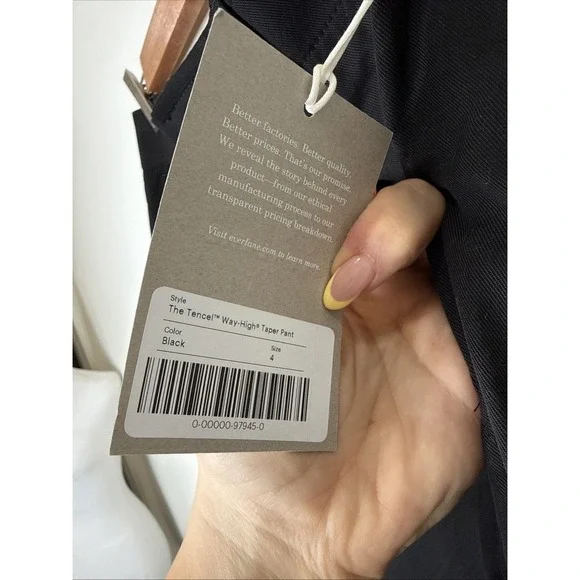 Better factories. Better quality.
Better prices. That's our promise.
We reveal the story behind every
product—from our ethical
manufacturing process to our
transparent pricing breakdown.
Visit everlane.com to learn more.
Style
The Tencel™ Way-High® Taper Pant
Color
Black
Size
4
0-00000-97945-0